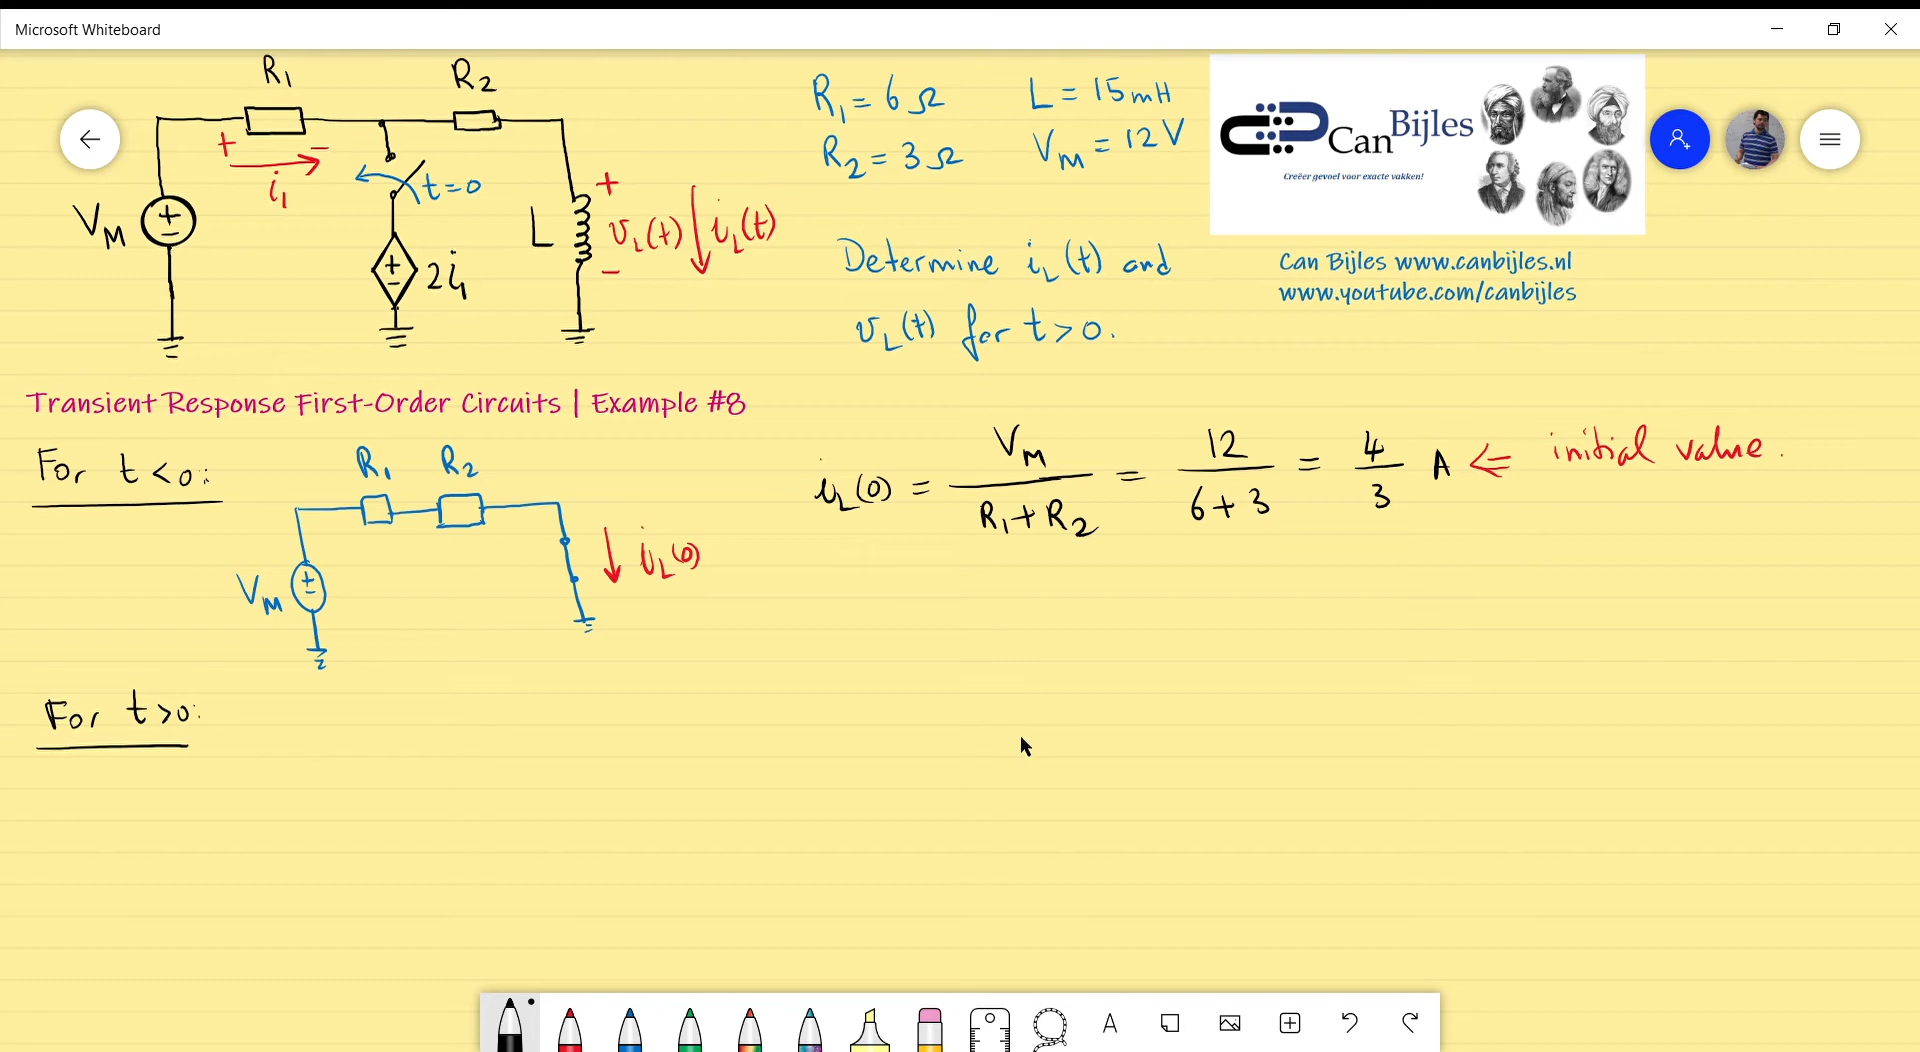 Microsoft Whiteboard
R1 R2
+ −
i1
t=0
VM + −
+ − 2i1
L
+ vL(t) −
iL(t)
R1 = 6 Ω L = 15 mH
R2 = 3 Ω VM = 12 V
Determine iL(t) and
vL(t) for t > 0.
CanBijles
Creëer gevoel voor exacte vakken!
Can Bijles www.canbijles.nl
www.youtube.com/canbijles
Transient Response First-Order Circuits | Example #8
For t < 0:
R1 R2
VM + −
iL(0)
iL(0) = VM / (R1 + R2) = 12 / (6 + 3) = 4/3 A ⇐ initial value.
For t > 0:
A